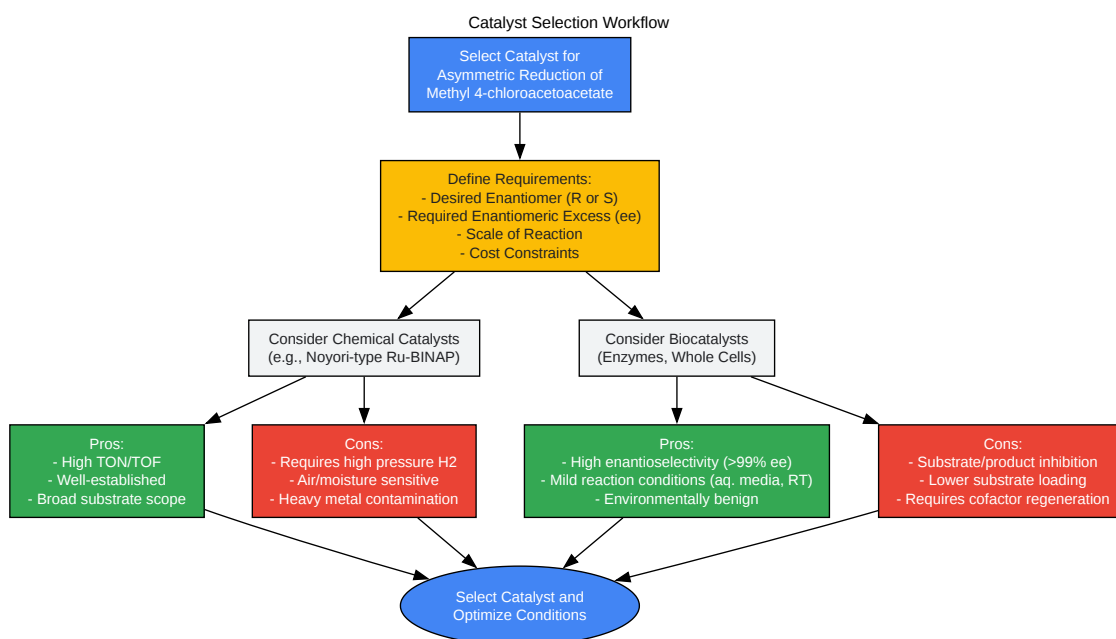 Catalyst Selection Workflow
Select Catalyst for
Asymmetric Reduction of
Methyl 4-chloroacetoacetate
Define Requirements:
- Desired Enantiomer (R or S)
- Required Enantiomeric Excess (ee)
- Scale of Reaction
- Cost Constraints
Consider Chemical Catalysts
(e.g., Noyori-type Ru-BINAP)
Consider Biocatalysts
(Enzymes, Whole Cells)
Pros:
- High TON/TOF
- Well-established
- Broad substrate scope
Cons:
- Requires high pressure H2
- Air/moisture sensitive
- Heavy metal contamination
Pros:
- High enantioselectivity (>99% ee)
- Mild reaction conditions (aq. media, RT)
- Environmentally benign
Cons:
- Substrate/product inhibition
- Lower substrate loading
- Requires cofactor regeneration
Select Catalyst and
Optimize Conditions